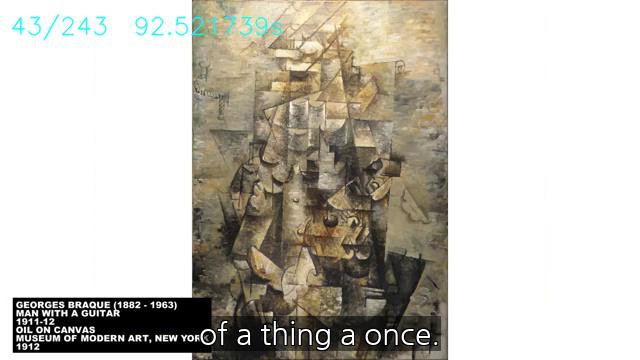 43/243 92.521739s
GEORGES BRAQUE (1882 - 1963)
MAN WITH A GUITAR
1911-12
OIL ON CANVAS
MUSEUM OF MODERN ART, NEW YORK
1912
of a thing a once.